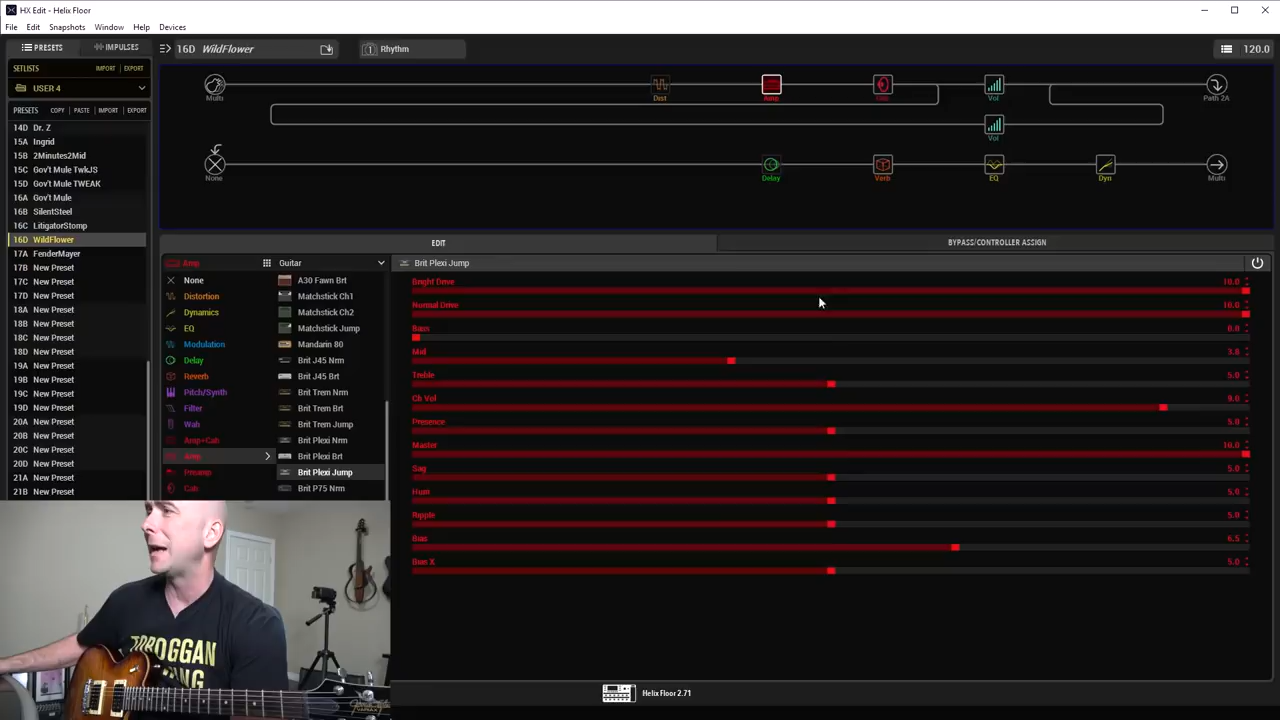 HX Edit - Helix Floor
File Edit Snapshots Window Help Devices
PRESETS IMPULSES
16D WildFlower
Rhythm
120.0
SETLISTS IMPORT EXPORT
USER 4
PRESETS COPY PASTE IMPORT EXPORT
14D Dr. Z
15A Ingrid
15B 2Minutes2Mid
15C Gov't Mule TwkJS
15D Gov't Mule TWEAK
16A Gov't Mule
16B SilentSteel
16C LitigatorStomp
16D WildFlower
17A FenderMayer
17B New Preset
17C New Preset
17D New Preset
18A New Preset
18B New Preset
18C New Preset
18D New Preset
19A New Preset
19B New Preset
19C New Preset
19D New Preset
20A New Preset
20B New Preset
20C New Preset
20D New Preset
21A New Preset
21B New Preset
Multi Dist Amp Vol Path 2A
Vol
None Delay Verb EQ Dyn Multi
EDIT BYPASS/CONTROLLER ASSIGN
Amp Guitar Brit Plexi Jump
None
Distortion
Dynamics
EQ
Modulation
Delay
Reverb
Pitch/Synth
Filter
Wah
Amp+Cab
Amp
Preamp
Cab
A30 Fawn Brt
Matchstick Ch1
Matchstick Ch2
Matchstick Jump
Mandarin 80
Brit J45 Nrm
Brit J45 Brt
Brit Trem Nrm
Brit Trem Brt
Brit Trem Jump
Brit Plexi Nrm
Brit Plexi Brt
Brit Plexi Jump
Brit P75 Nrm
Bright Drive 10.0
Normal Drive 10.0
Bass 0.0
Mid 3.8
Treble 5.0
Ch Vol 9.0
Presence 5.0
Master 10.0
Sag 5.0
Hum 5.0
Ripple 5.0
Bias 6.5
Bias X 5.0
TOBOGGAN
Helix Floor 2.71